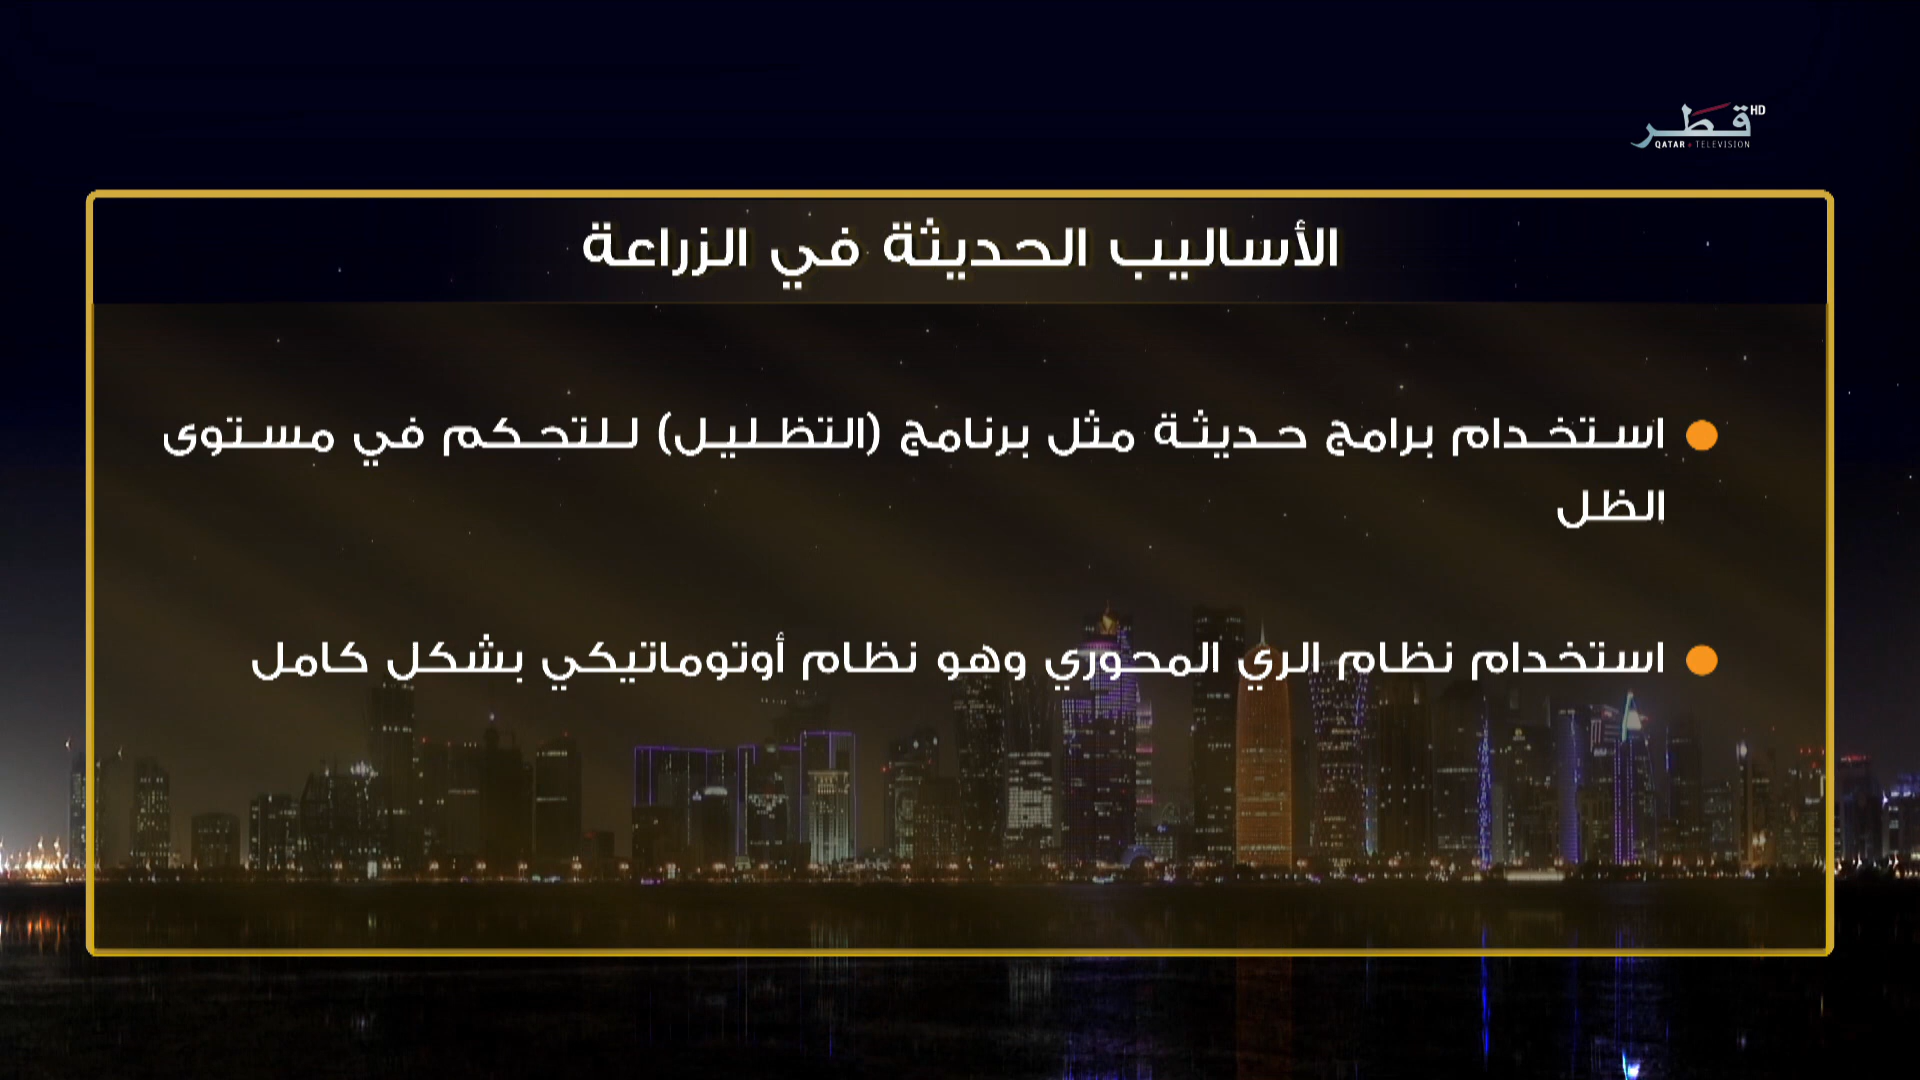 قطر HD
QATAR TELEVISION
الأساليب الحديثة في الزراعة
استخدام برامج حديثة مثل برنامج (التظليل) للتحكم في مستوى
الظل
استخدام نظام الري المحوري وهو نظام أوتوماتيكي بشكل كامل